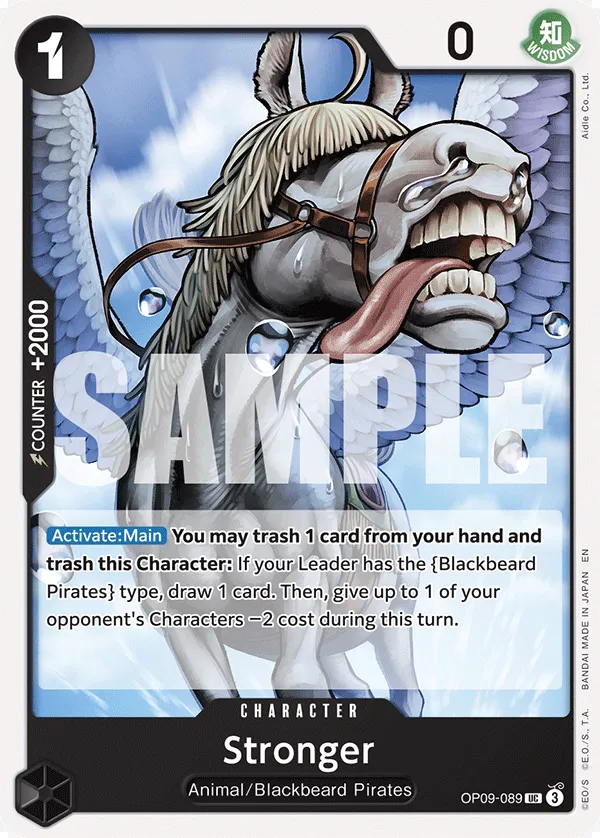 1
0
知
WISDOM
Aidle Co., Ltd.
COUNTER +2000
SAMPLE
Activate:Main You may trash 1 card from your hand and
trash this Character: If your Leader has the {Blackbeard
Pirates} type, draw 1 card. Then, give up to 1 of your
opponent's Characters −2 cost during this turn.
©E.O/S ©E.O./S., T.A. BANDAI MADE IN JAPAN EN
CHARACTER
Stronger
Animal/Blackbeard Pirates
OP09-089 UC 3